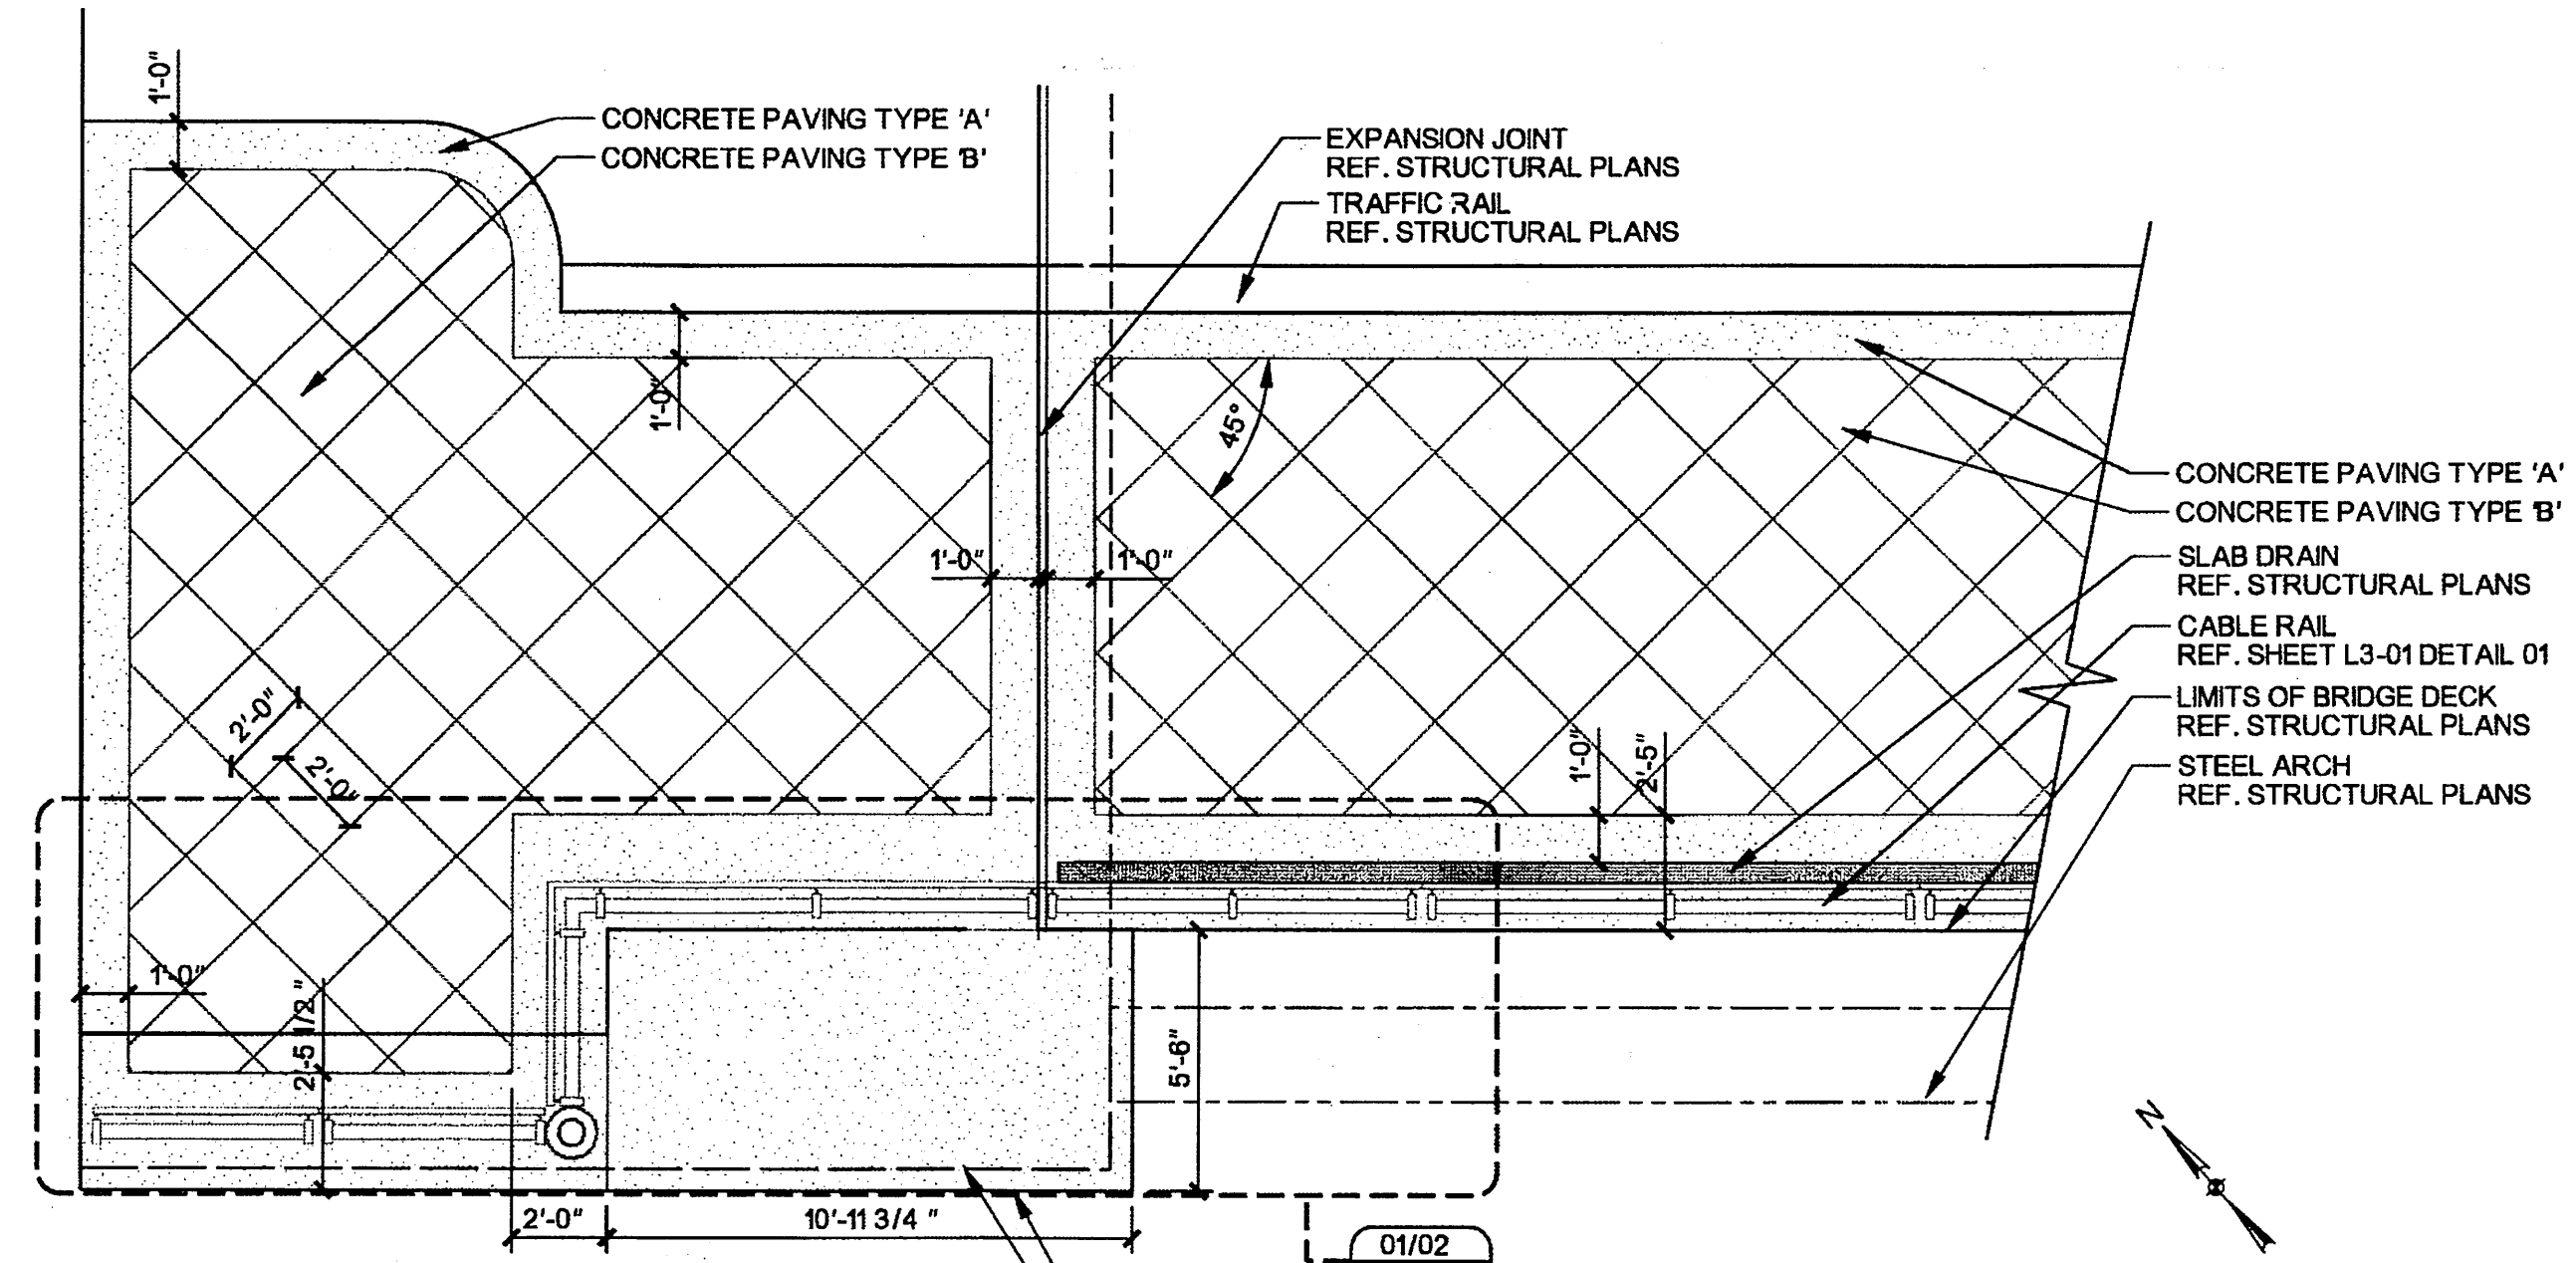 1'-0"
CONCRETE PAVING TYPE 'A'
CONCRETE PAVING TYPE 'B'
EXPANSION JOINT
REF. STRUCTURAL PLANS
TRAFFIC RAIL
REF. STRUCTURAL PLANS
1'-0"
45°
CONCRETE PAVING TYPE 'A'
CONCRETE PAVING TYPE 'B'
1'-0" 1'-0"
SLAB DRAIN
REF. STRUCTURAL PLANS
CABLE RAIL
REF. SHEET L3-01 DETAIL 01
LIMITS OF BRIDGE DECK
REF. STRUCTURAL PLANS
STEEL ARCH
REF. STRUCTURAL PLANS
2'-0"
2'-0"
1'-0"
2'-5"
1'-0"
2'-5 1/2"
5'-6"
N
2'-0"
10'-11 3/4 "
01/02